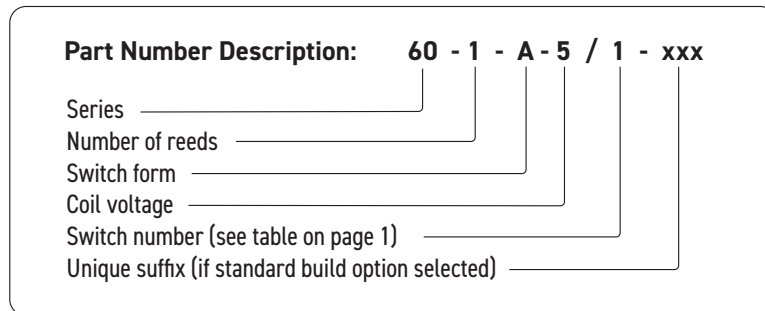 Part Number Description: 60 - 1 - A - 5 / 1 - xxx
Series
Number of reeds
Switch form
Coil voltage
Switch number (see table on page 1)
Unique suffix (if standard build option selected)